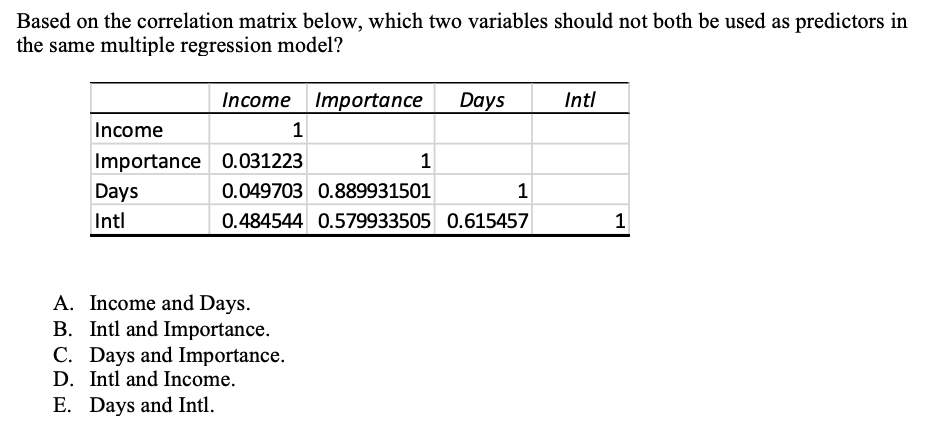 Based on the correlation matrix below, which two variables should not both be used as predictors in
the same multiple regression model?
Income Importance Days Intl
Income 1
Importance 0.031223 1
Days 0.049703 0.889931501 1
Intl 0.484544 0.579933505 0.615457 1
A. Income and Days.
B. Intl and Importance.
C. Days and Importance.
D. Intl and Income.
E. Days and Intl.